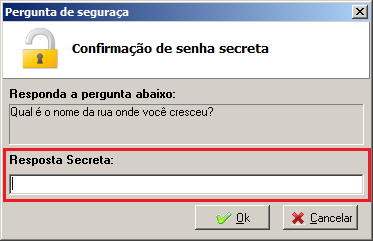 Pergunta de seguraça
Confirmação de senha secreta
Responda a pergunta abaixo:
Qual é o nome da rua onde você cresceu?
Resposta Secreta:
Ok
Cancelar